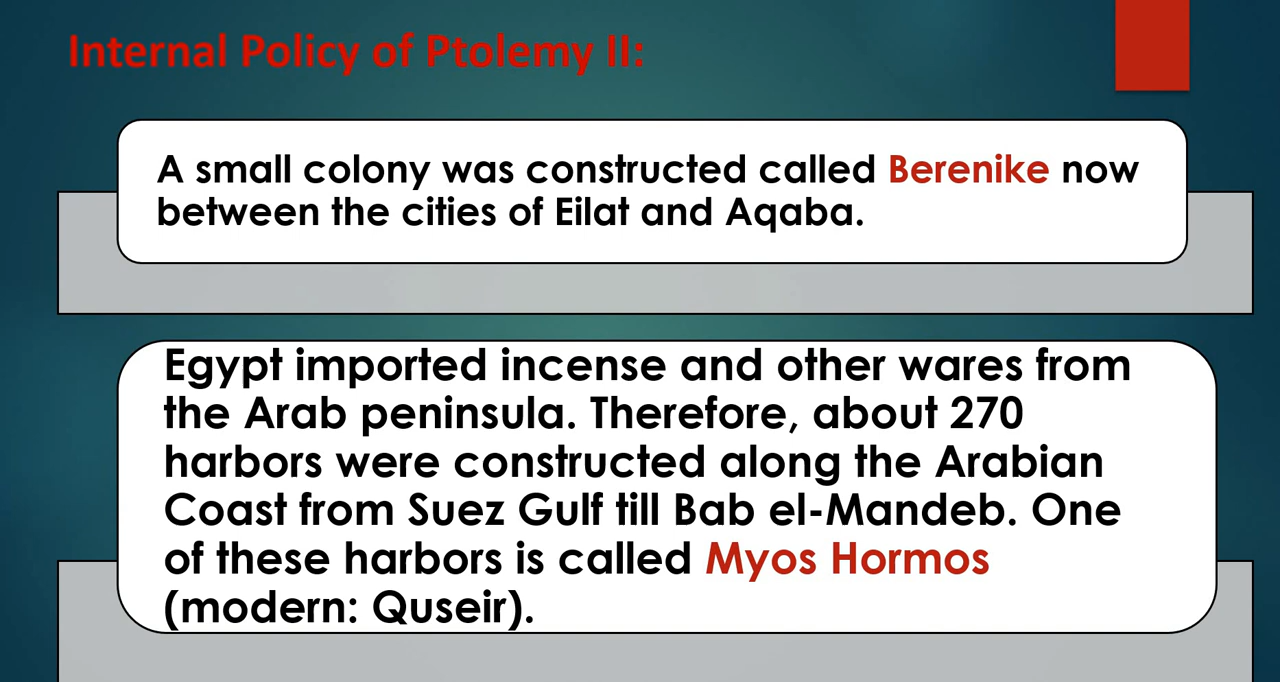 Internal Policy of Ptolemy II:
A small colony was constructed called Berenike now
between the cities of Eilat and Aqaba.
Egypt imported incense and other wares from
the Arab peninsula. Therefore, about 270
harbors were constructed along the Arabian
Coast from Suez Gulf till Bab el-Mandeb. One
of these harbors is called Myos Hormos
(modern: Quseir).